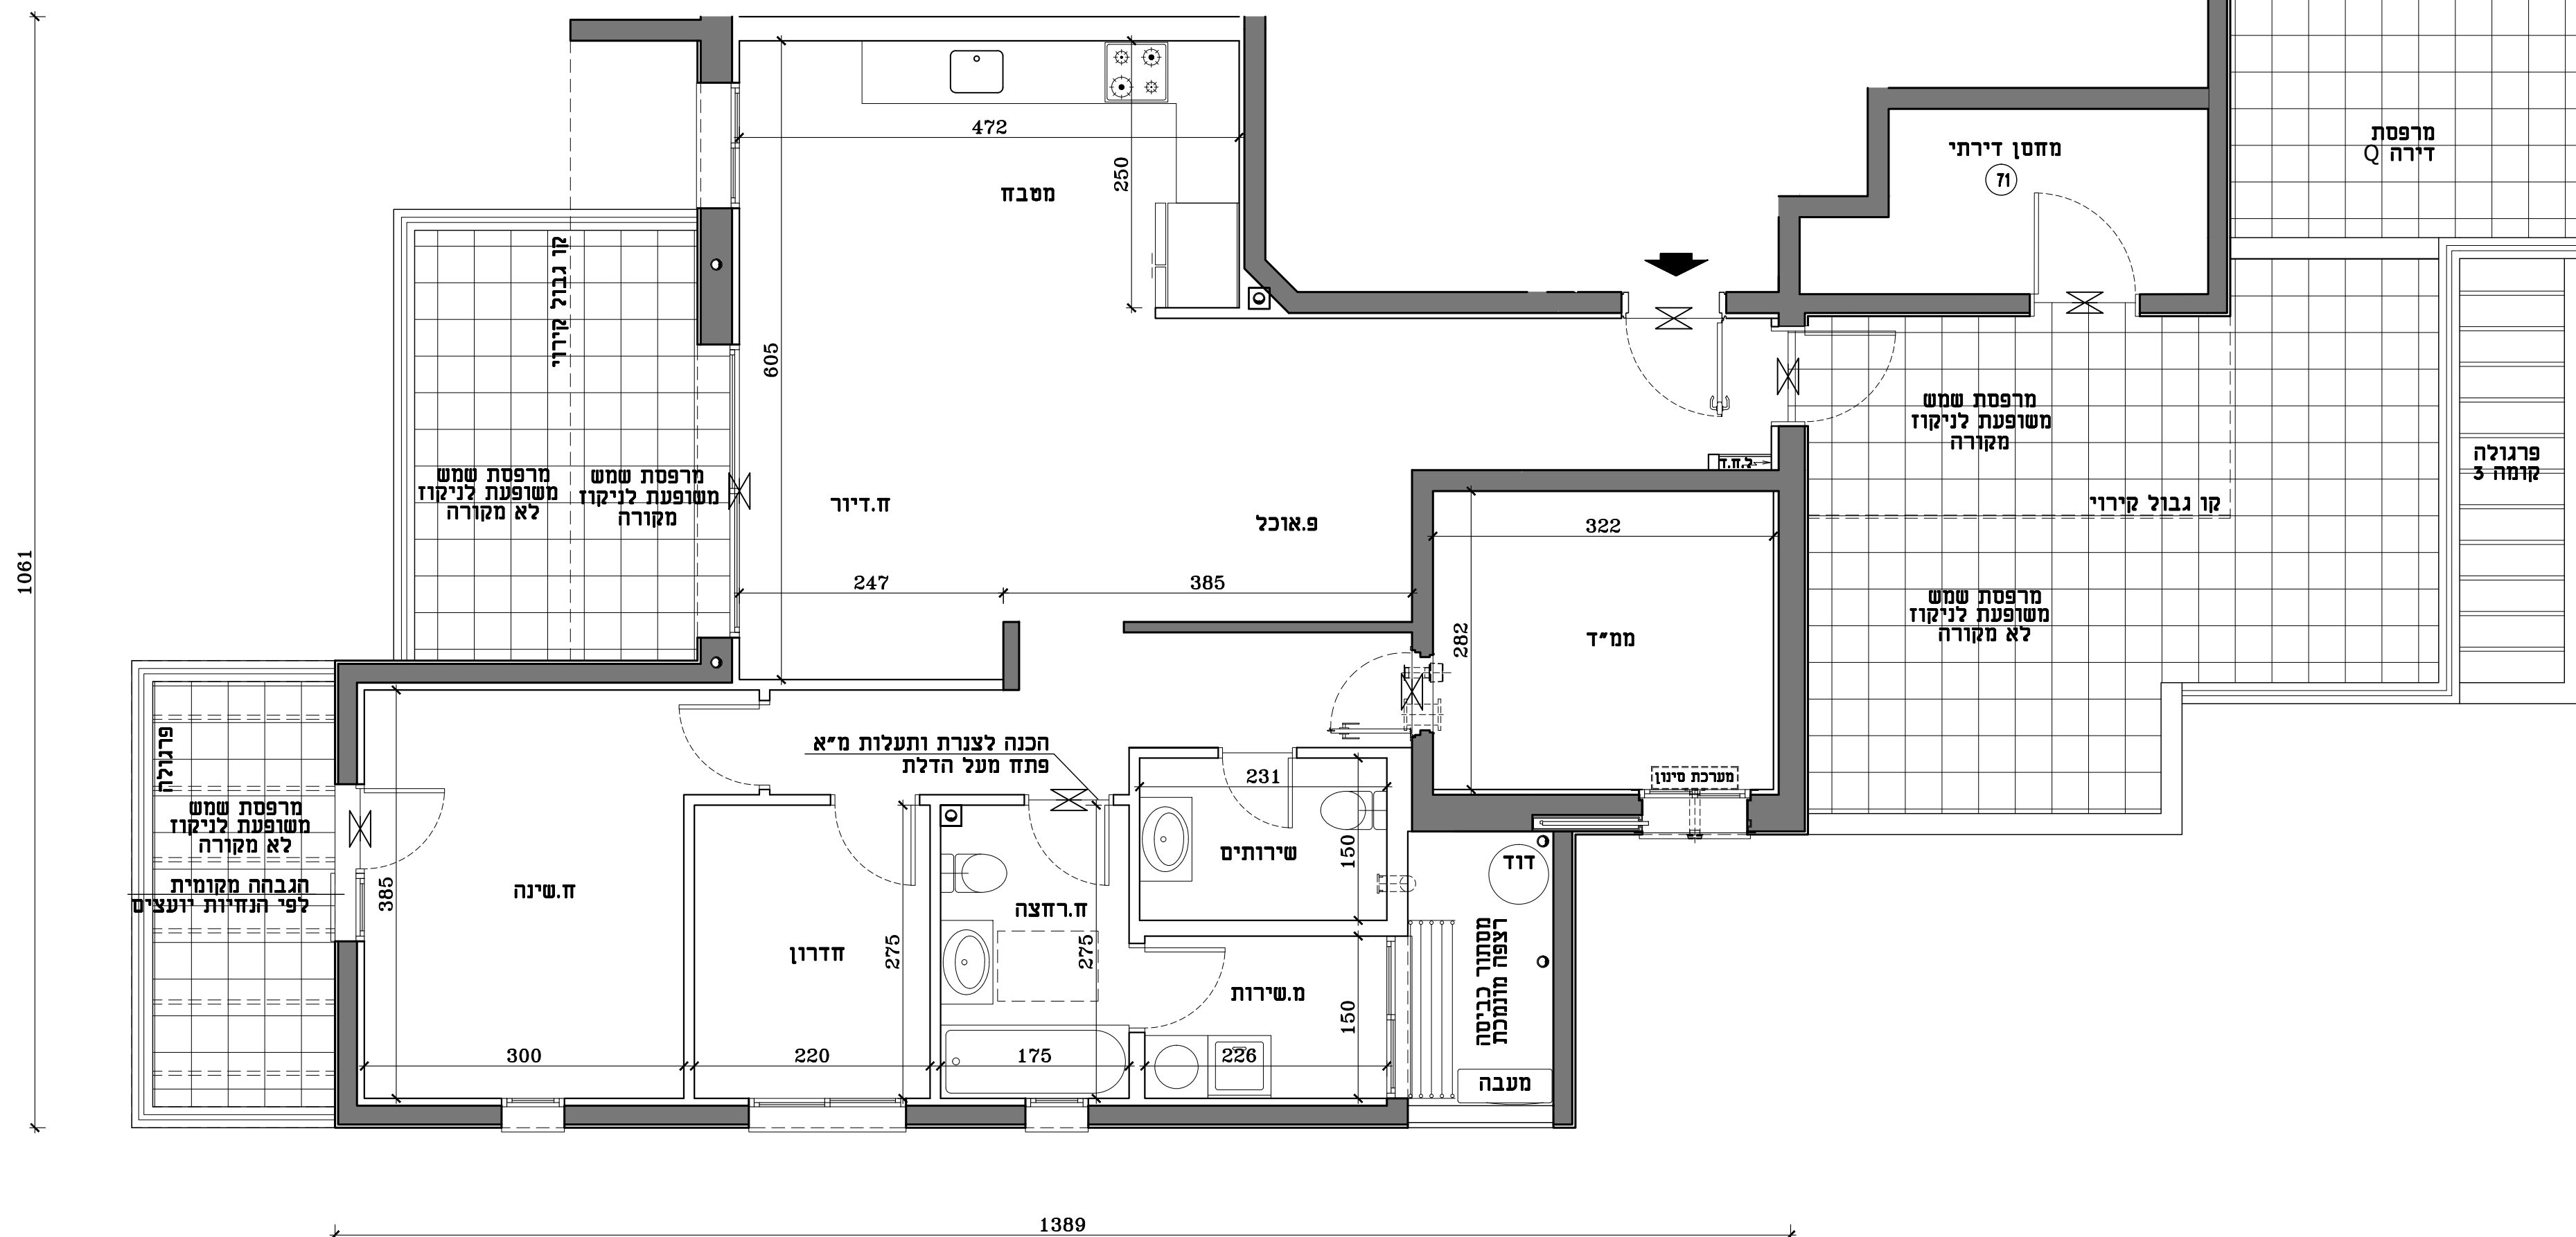 472
250
מטבח
605
1061
קו גבול קירוי
מרפסת שמש
משופעת לניקוז
לא מקורה
מרפסת שמש
משופעת לניקוז
מקורה
ח.דיור
פ.אוכל
247
385
מחסן דירתי
71
מרפסת
דירה Q
מרפסת שמש
משופעת לניקוז
מקורה
פרגולה
קומה 3
קו גבול קירוי
ל.ח.ד
322
282
ממ"ד
מרפסת שמש
משופעת לניקוז
לא מקורה
מערכת סינון
הכנה לצנרת ותעלות מ"א
פתח מעל הדלת
231
150
שירותים
דוד
פרגולה
מרפסת שמש
משופעת לניקוז
לא מקורה
הגבהה מקומית
לפי הנחיות יועצים
385
ח.שינה
חדרון
275
ח.רחצה
275
מ.שירות
150
מסתור כביסה
רצפה מונמכת
מעבה
300
220
175
226
1389